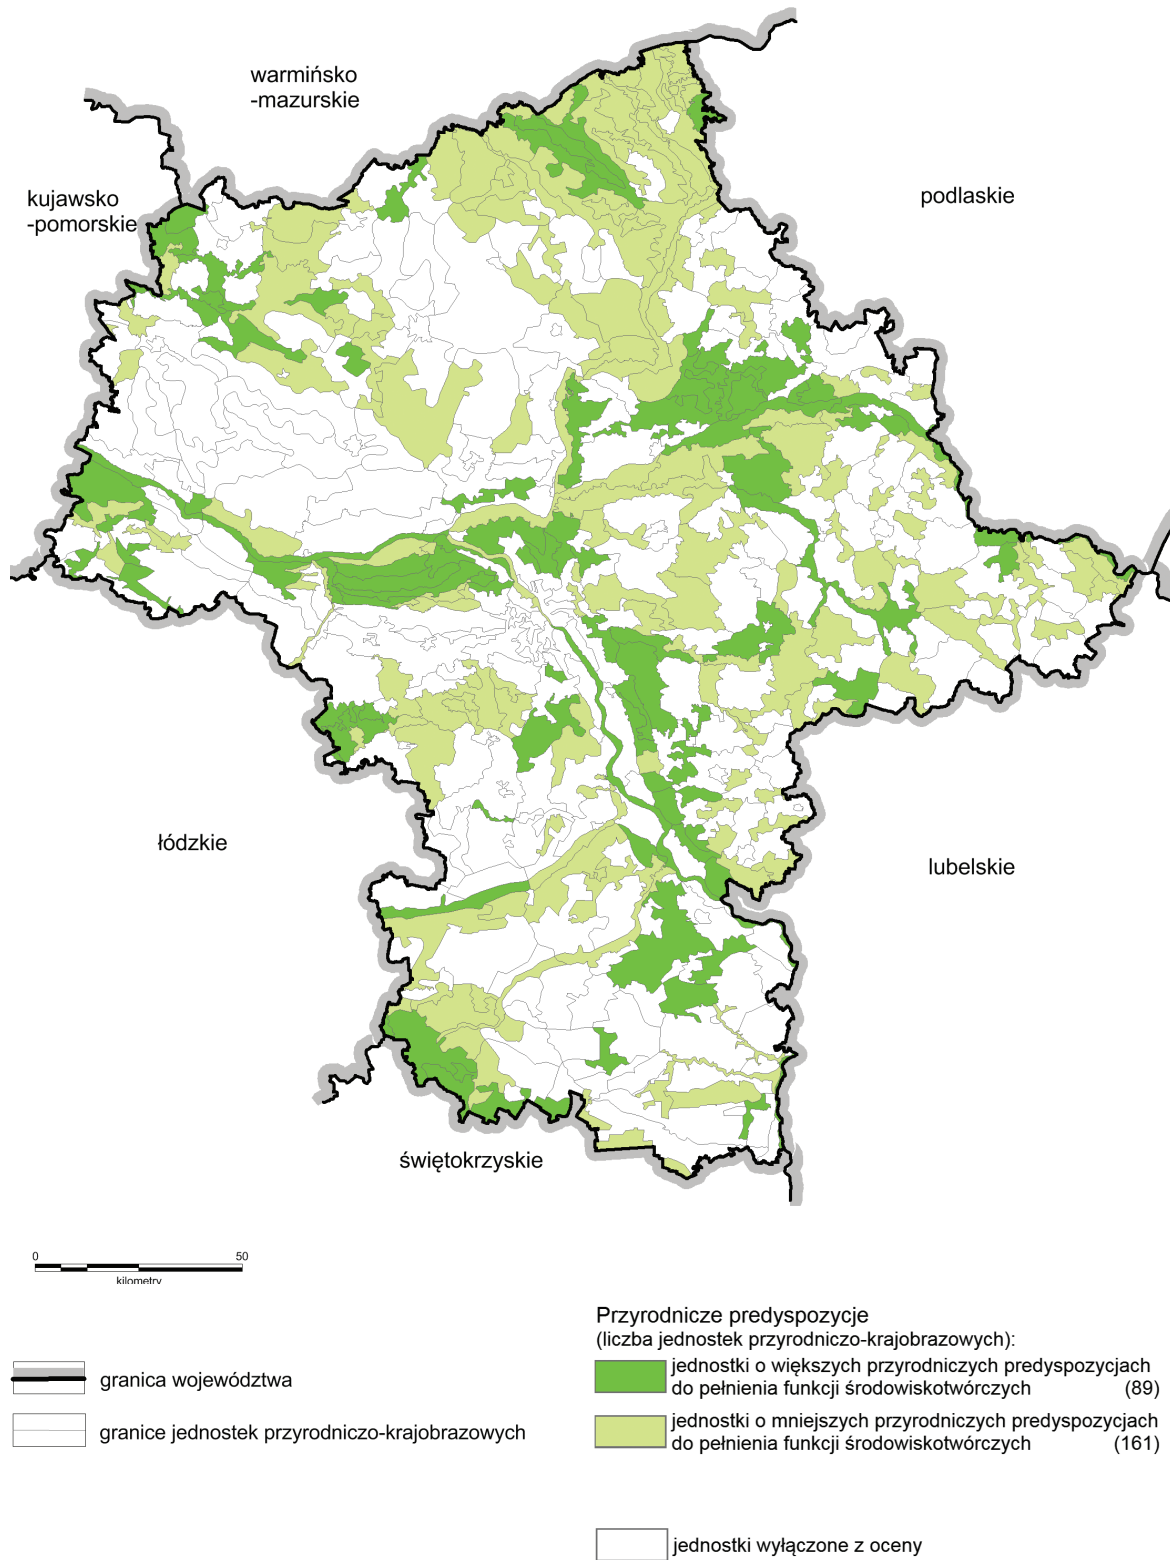 warmińsko
-mazurskie
kujawsko
-pomorskie
podlaskie
łódzkie
lubelskie
świętokrzyskie
0 50
kilometry
Przyrodnicze predyspozycje
(liczba jednostek przyrodniczo-krajobrazowych):
jednostki o większych przyrodniczych predyspozycjach
do pełnienia funkcji środowiskotwórczych (89)
granica województwa
jednostki o mniejszych przyrodniczych predyspozycjach
do pełnienia funkcji środowiskotwórczych (161)
granice jednostek przyrodniczo-krajobrazowych
jednostki wyłączone z oceny